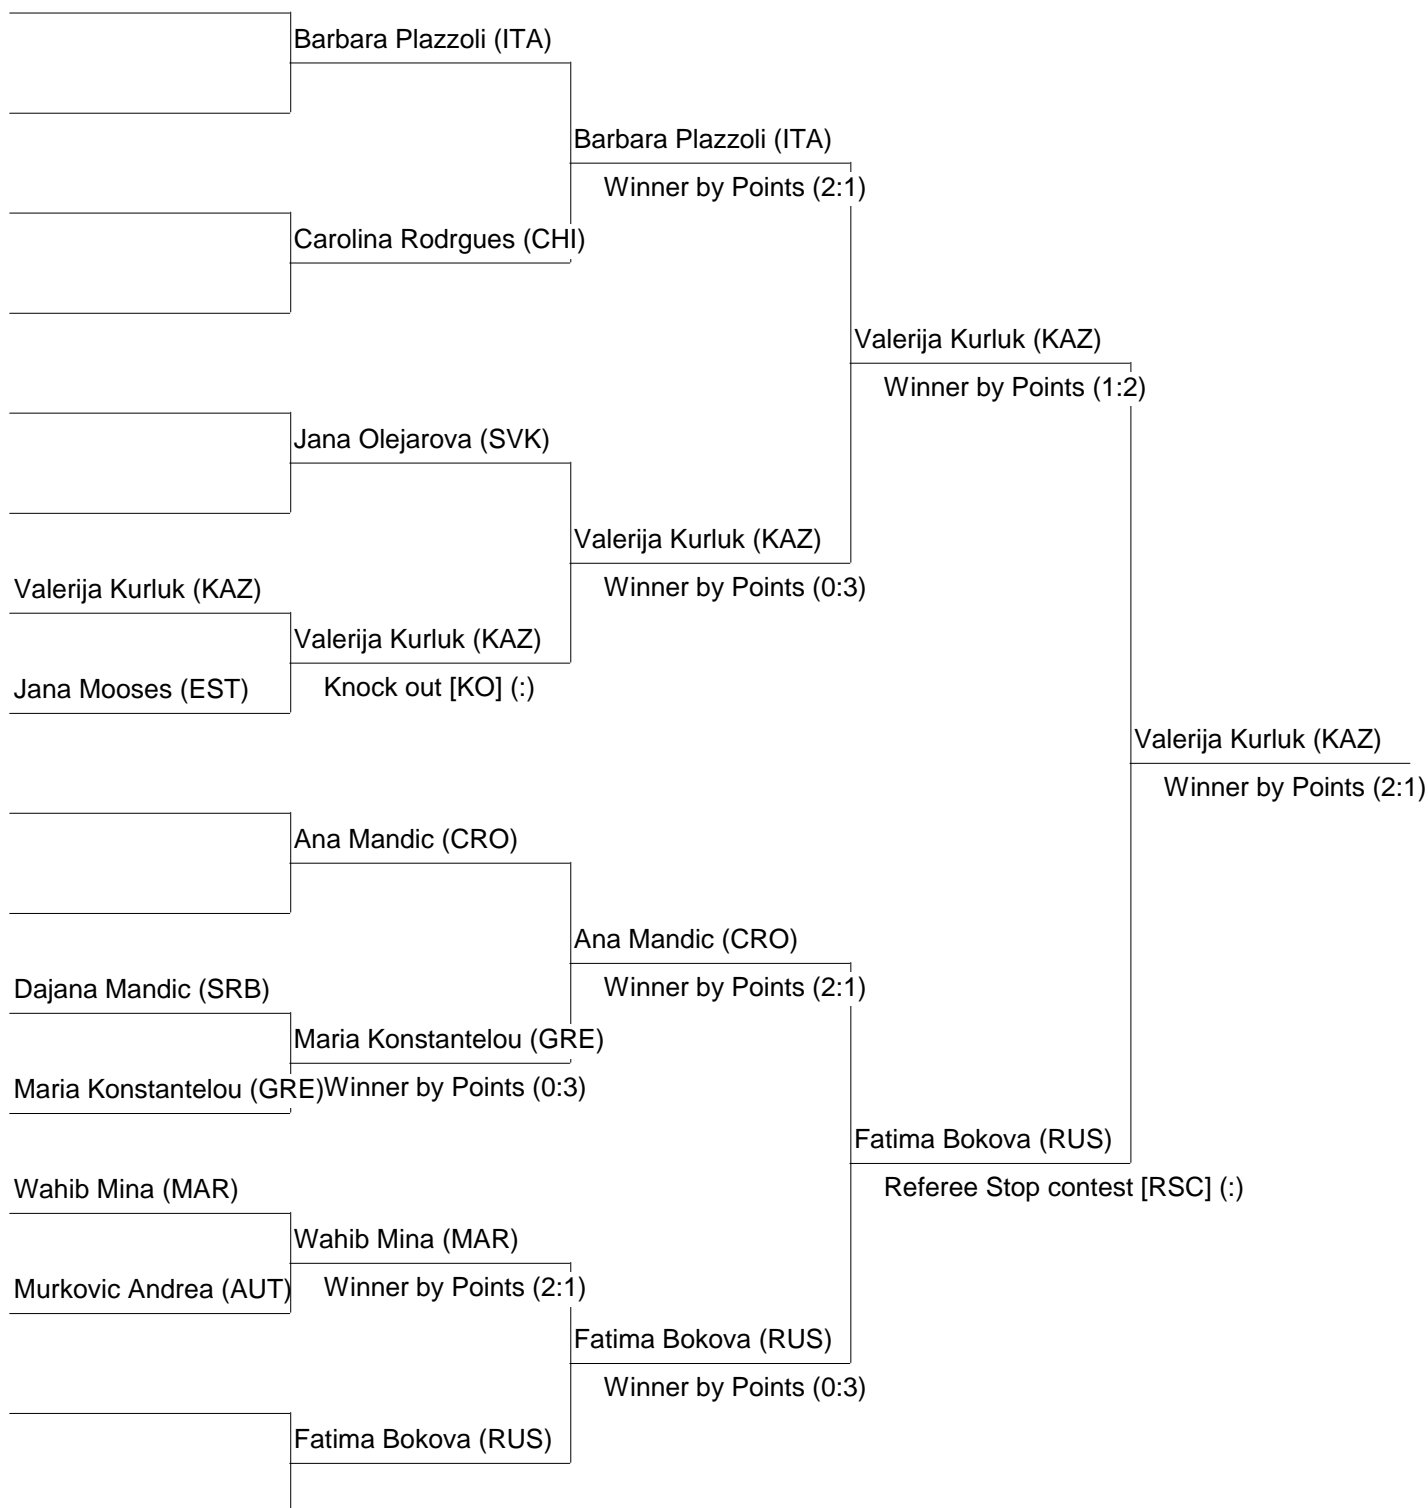 Barbara Plazzoli (ITA)
Barbara Plazzoli (ITA)
Winner by Points (2:1)
Carolina Rodrgues (CHI)
Valerija Kurluk (KAZ)
Winner by Points (1:2)
Jana Olejarova (SVK)
Valerija Kurluk (KAZ)
Winner by Points (0:3)
Valerija Kurluk (KAZ)
Valerija Kurluk (KAZ)
Knock out [KO] (:)
Jana Mooses (EST)
Valerija Kurluk (KAZ)
Winner by Points (2:1)
Ana Mandic (CRO)
Ana Mandic (CRO)
Winner by Points (2:1)
Dajana Mandic (SRB)
Maria Konstantelou (GRE)
Maria Konstantelou (GRE)
Winner by Points (0:3)
Fatima Bokova (RUS)
Referee Stop contest [RSC] (:)
Wahib Mina (MAR)
Wahib Mina (MAR)
Winner by Points (2:1)
Murkovic Andrea (AUT)
Fatima Bokova (RUS)
Winner by Points (0:3)
Fatima Bokova (RUS)